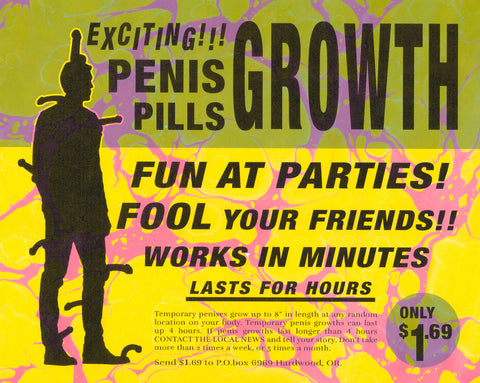 EXCITING!!!
PENIS
PILLS
GROWTH
FUN AT PARTIES!
FOOL YOUR FRIENDS!!
WORKS IN MINUTES
LASTS FOR HOURS
Temporary penises grow up to 8" in length at any random
location on your body. Temporary penis growths can last
up 4 hours. If penis growths last longer than 4 hours
CONTACT THE LOCAL NEWS and tell your story. Don't take
more than 2 times a week, or 5 times a month.
Send $1.69 to P.O.box 6969 Hardwood, OR.
ONLY
$1.69